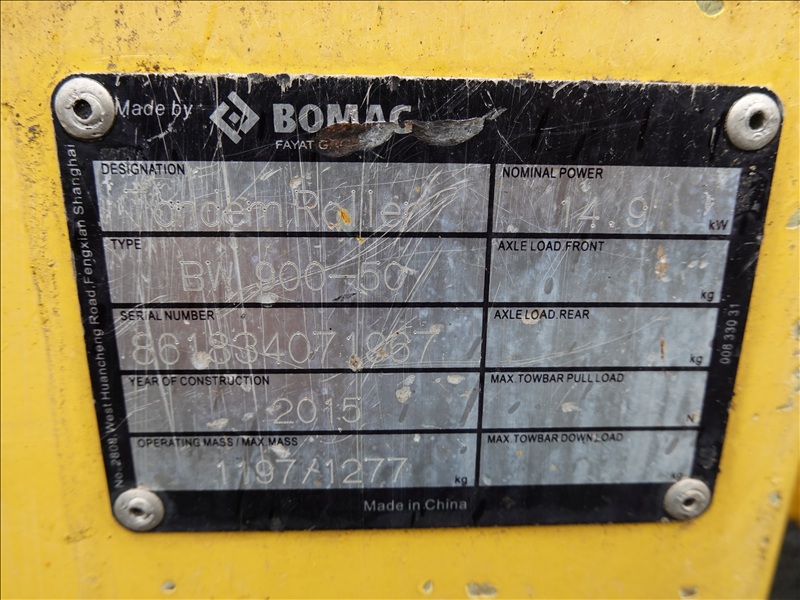 Made by BOMAG
FAYAT
DESIGNATION
Tandem Roller
NOMINAL POWER
14.9 kW
TYPE
BW 900-50
AXLE LOAD.FRONT
kg
SERIAL NUMBER
861834071967
AXLE LOAD.REAR
kg
YEAR OF CONSTRUCTION
2015
MAX.TOWBAR PULL LOAD
N
OPERATING MASS/MAX.MASS
1197/1277 kg
MAX.TOWBAR DOWN.LOAD
kg
Made in China
No.2808,West Huancheng Road,Fengxian Shanghai
008 330 31